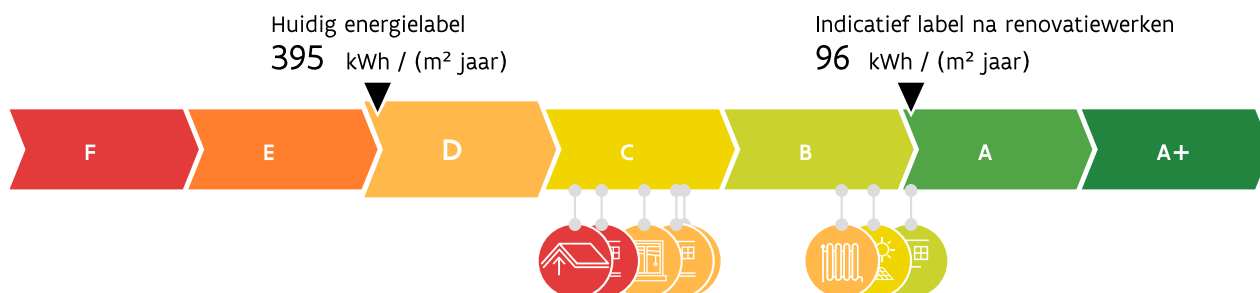 Huidig energielabel
395 kWh / (m² jaar)
Indicatief label na renovatiewerken
96 kWh / (m² jaar)
F E D C B A A+